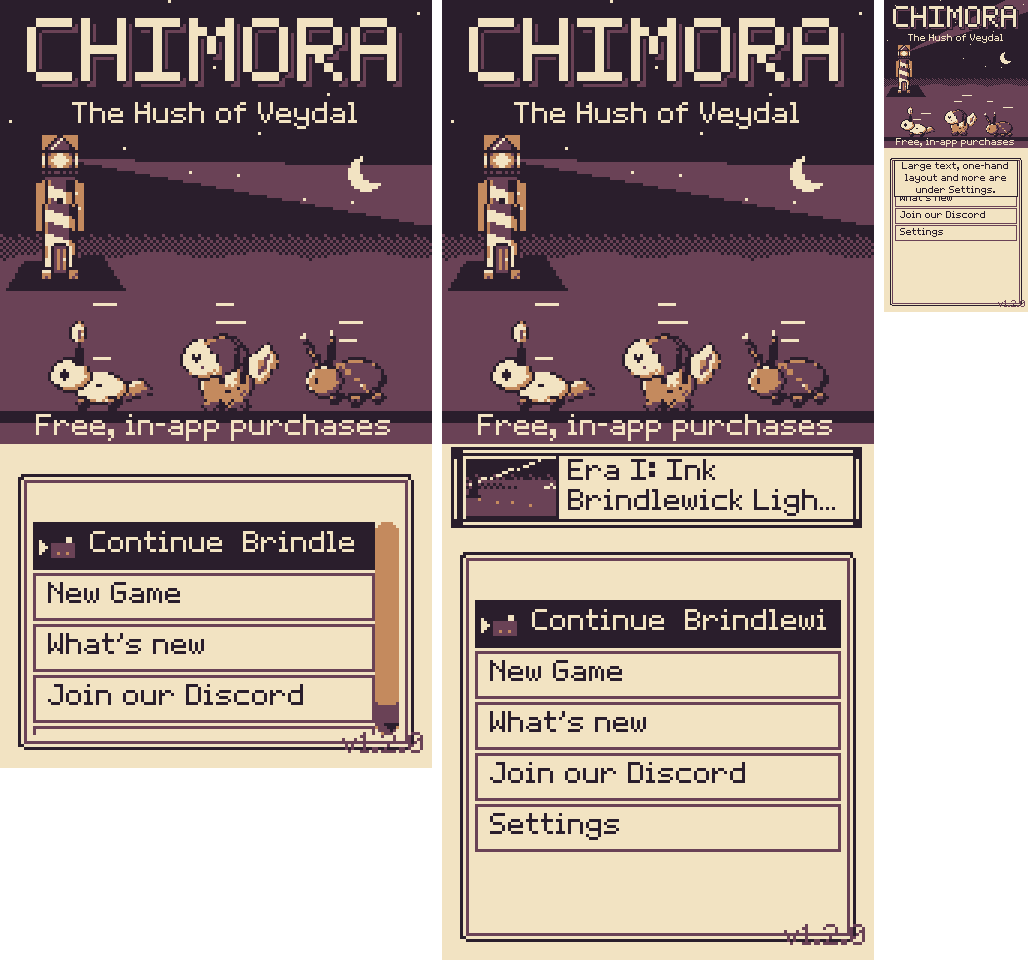 CHIMORA
The Hush of Veydal
Free, in-app purchases
Continue Brindle
New Game
What's new
Join our Discord
v1.2.0
CHIMORA
The Hush of Veydal
Free, in-app purchases
Era I: Ink
Brindlewick Ligh...
Continue Brindlewi
New Game
What's new
Join our Discord
Settings
v1.2.0
CHIMORA
The Hush of Veydal
Free, in-app purchases
Large text, one-hand
layout and more are
under Settings.
What's new
Join our Discord
Settings
v1.2.0